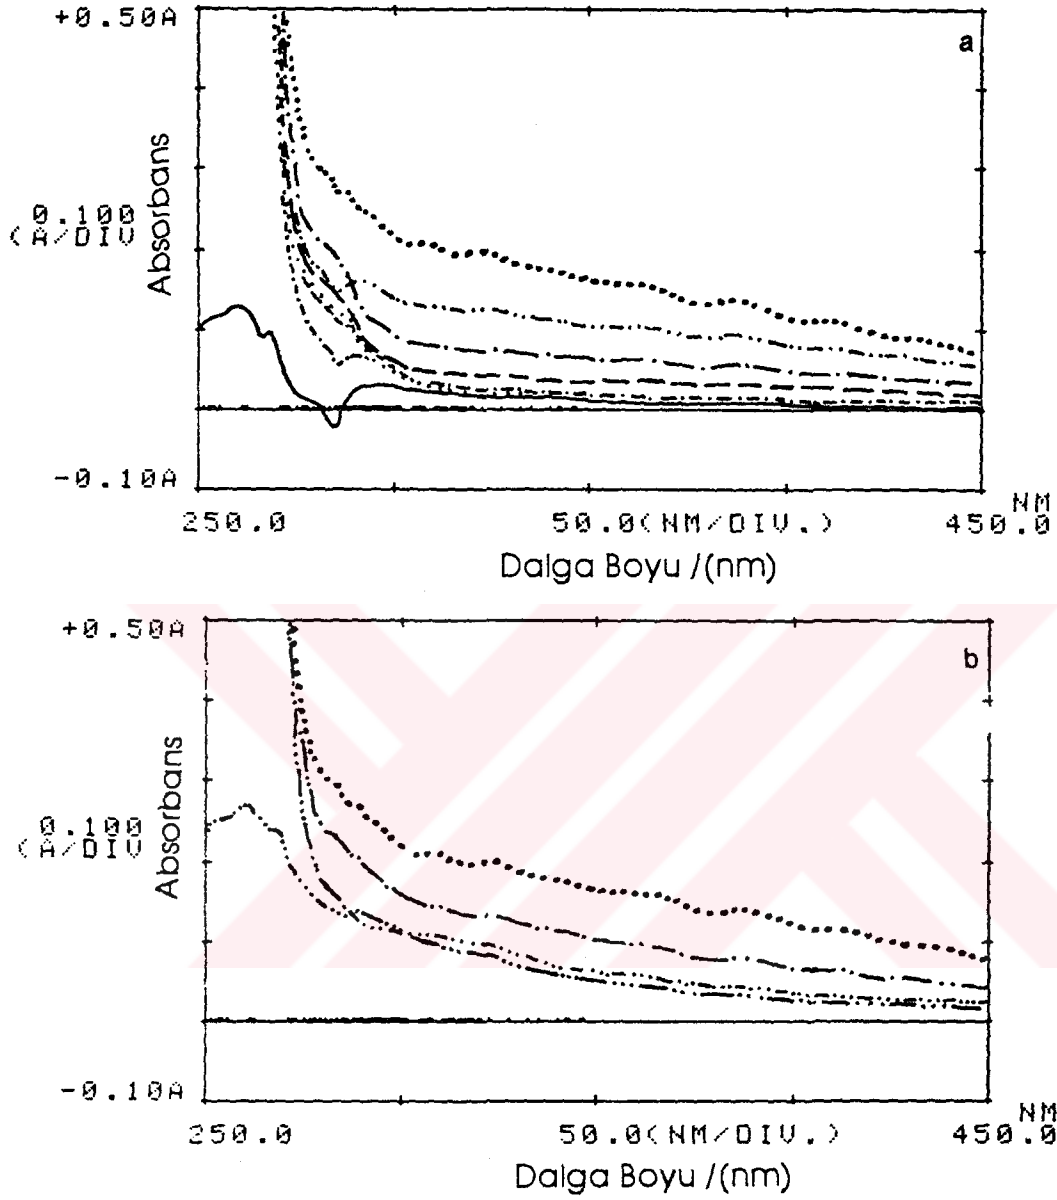 +0.50A
a
Absorbans
0.100
(A/DIV
-0.10A
NM
250.0 50.0(NM/DIV.) 450.0
Dalga Boyu /(nm)
+0.50A
b
Absorbans
0.100
(A/DIV
-0.10A
NM
250.0 50.0(NM/DIV.) 450.0
Dalga Boyu /(nm)